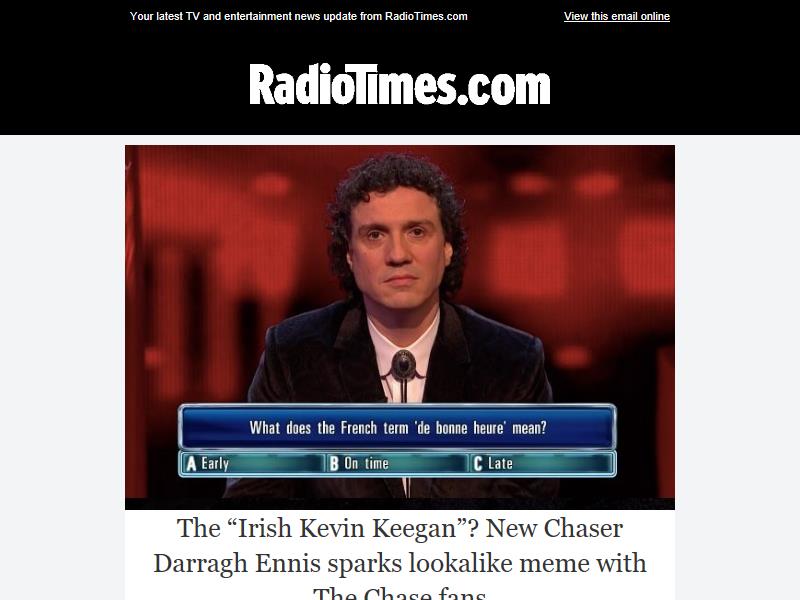 Your latest TV and entertainment news update from RadioTimes.com
View this email online
RadioTimes.com
What does the French term 'de bonne heure' mean?
A Early
B On time
C Late
The “Irish Kevin Keegan”? New Chaser
Darragh Ennis sparks lookalike meme with
The Chase fans